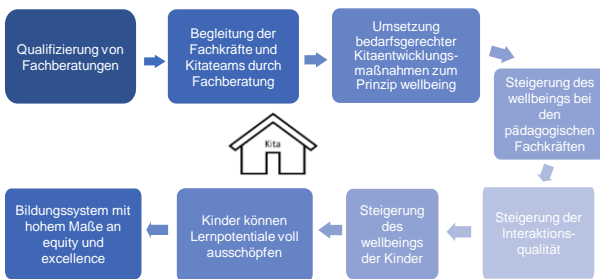 Qualifizierung von
Fachberatungen
Begleitung der
Fachkräfte und
Kitateams durch
Fachberatung
Umsetzung
bedarfsgerechter
Kitaentwicklungs-
maßnahmen zum
Prinzip wellbeing
Steigerung des
wellbeings bei
den
pädagogischen
Fachkräften
Steigerung der
Interaktions-
qualität
Steigerung
des
wellbeings
der Kinder
Kinder können
Lernpotentiale voll
ausschöpfen
Bildungssystem mit
hohem Maße an
equity und
excellence
Kita